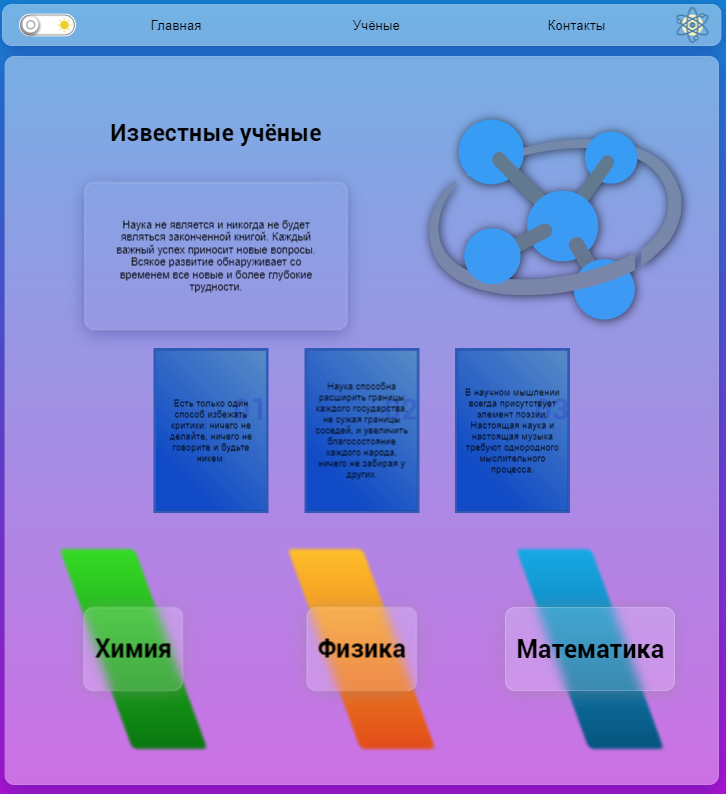 Главная
Учёные
Контакты
Известные учёные
Наука не является и никогда не будет
являться законченной книгой. Каждый
важный успех приносит новые вопросы.
Всякое развитие обнаруживает со
временем все новые и более глубокие
трудности.
Есть только один
способ избежать
критики: ничего не
делайте, ничего не
говорите и будьте
никем.
01
Наука способна
расширить границы
каждого государства,
не сужая границы
соседей, и увеличить
благосостояние
каждого народа,
ничего не забирая у
других.
02
В научном мышлении
всегда присутствует
элемент поэзии.
Настоящая наука и
настоящая музыка
требуют однородного
мыслительного
процесса.
03
Химия
Физика
Математика